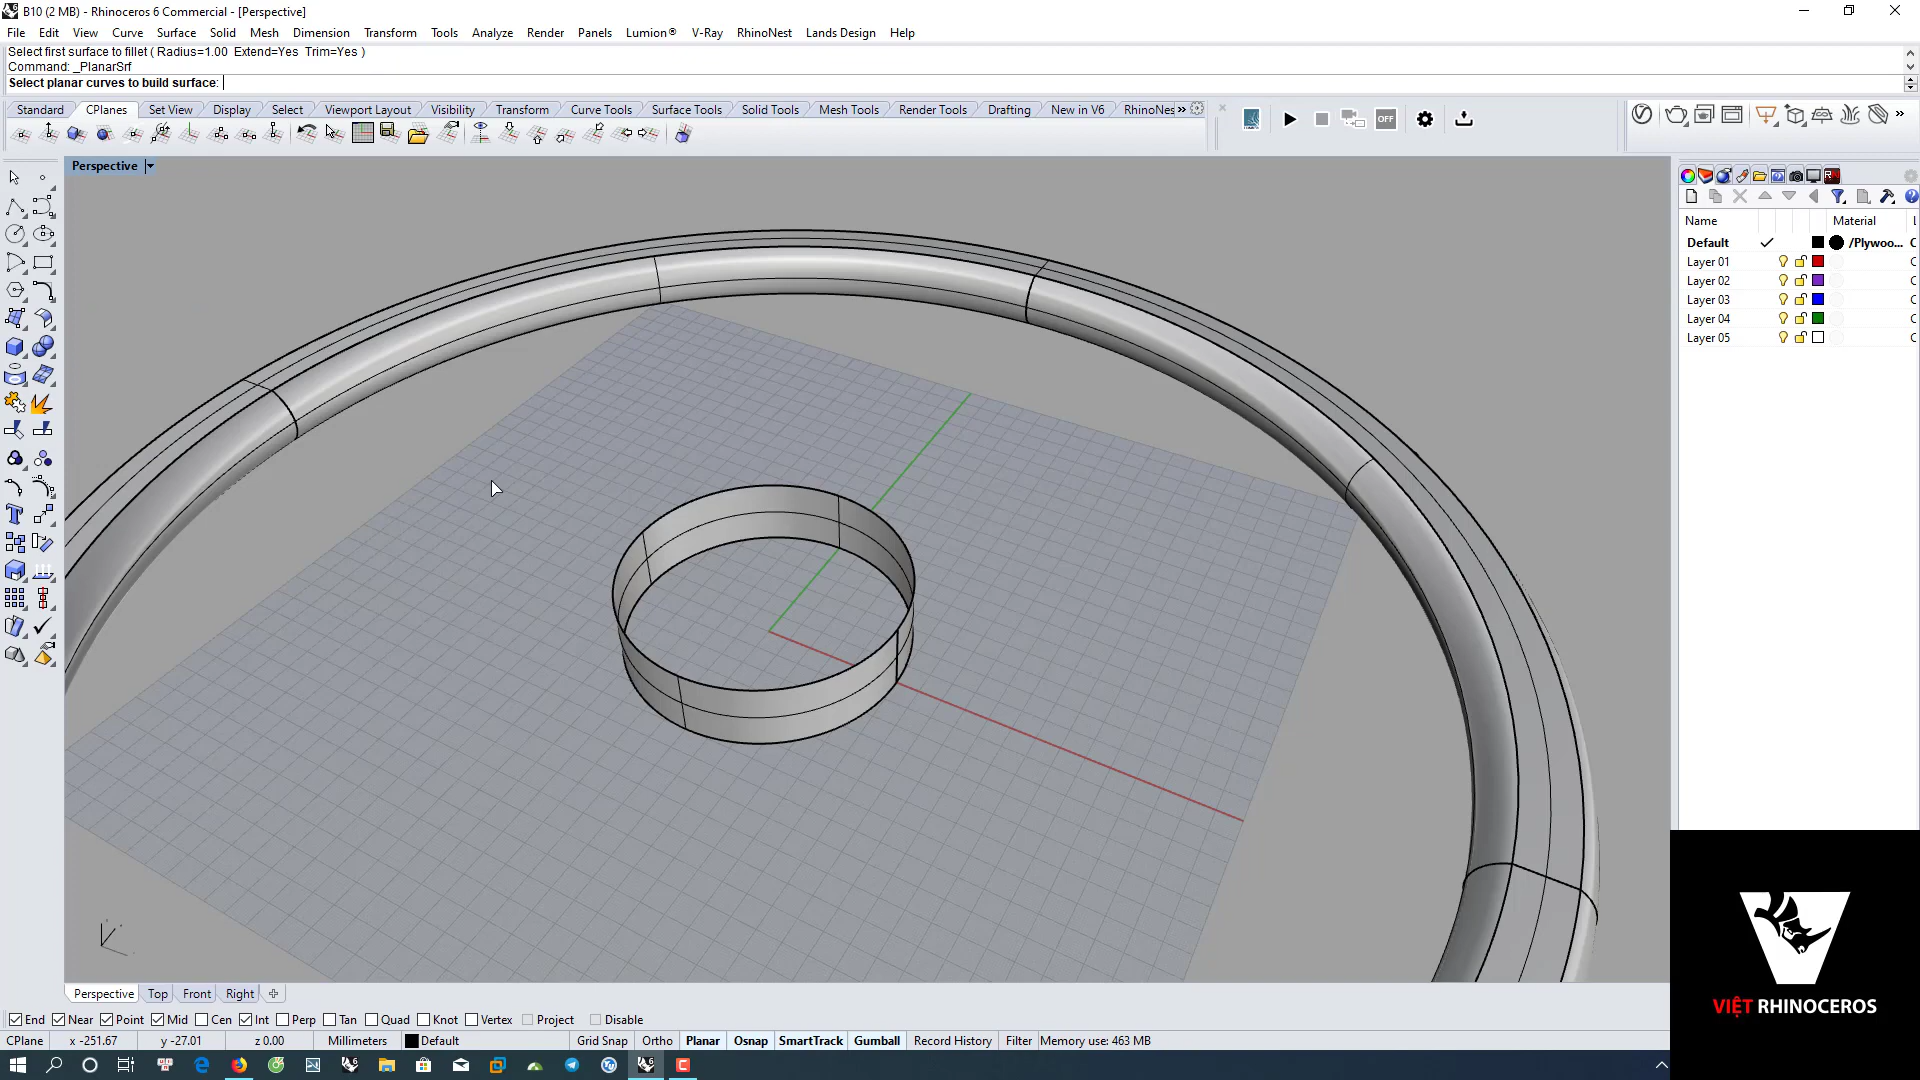 B10 (2 MB) - Rhinoceros 6 Commercial - [Perspective]
File Edit View Curve Surface Solid Mesh Dimension Transform Tools Analyze Render Panels Lumion® V-Ray RhinoNest Lands Design Help
Select first surface to fillet ( Radius=1.00 Extend=Yes Trim=Yes )
Command: _PlanarSrf
Select planar curves to build surface:
Standard CPlanes Set View Display Select Viewport Layout Visibility Transform Curve Tools Surface Tools Solid Tools Mesh Tools Render Tools Drafting New in V6 RhinoNes »
OFF
Perspective
Name Material L
Default /Plywoo... C
Layer 01 C
Layer 02 C
Layer 03 C
Layer 04 C
Layer 05 C
VIỆT RHINOCEROS
Perspective Top Front Right
End Near Point Mid Cen Int Perp Tan Quad Knot Vertex Project Disable
CPlane x -251.67 y -27.01 z 0.00 Millimeters Default Grid Snap Ortho Planar Osnap SmartTrack Gumball Record History Filter Memory use: 463 MB